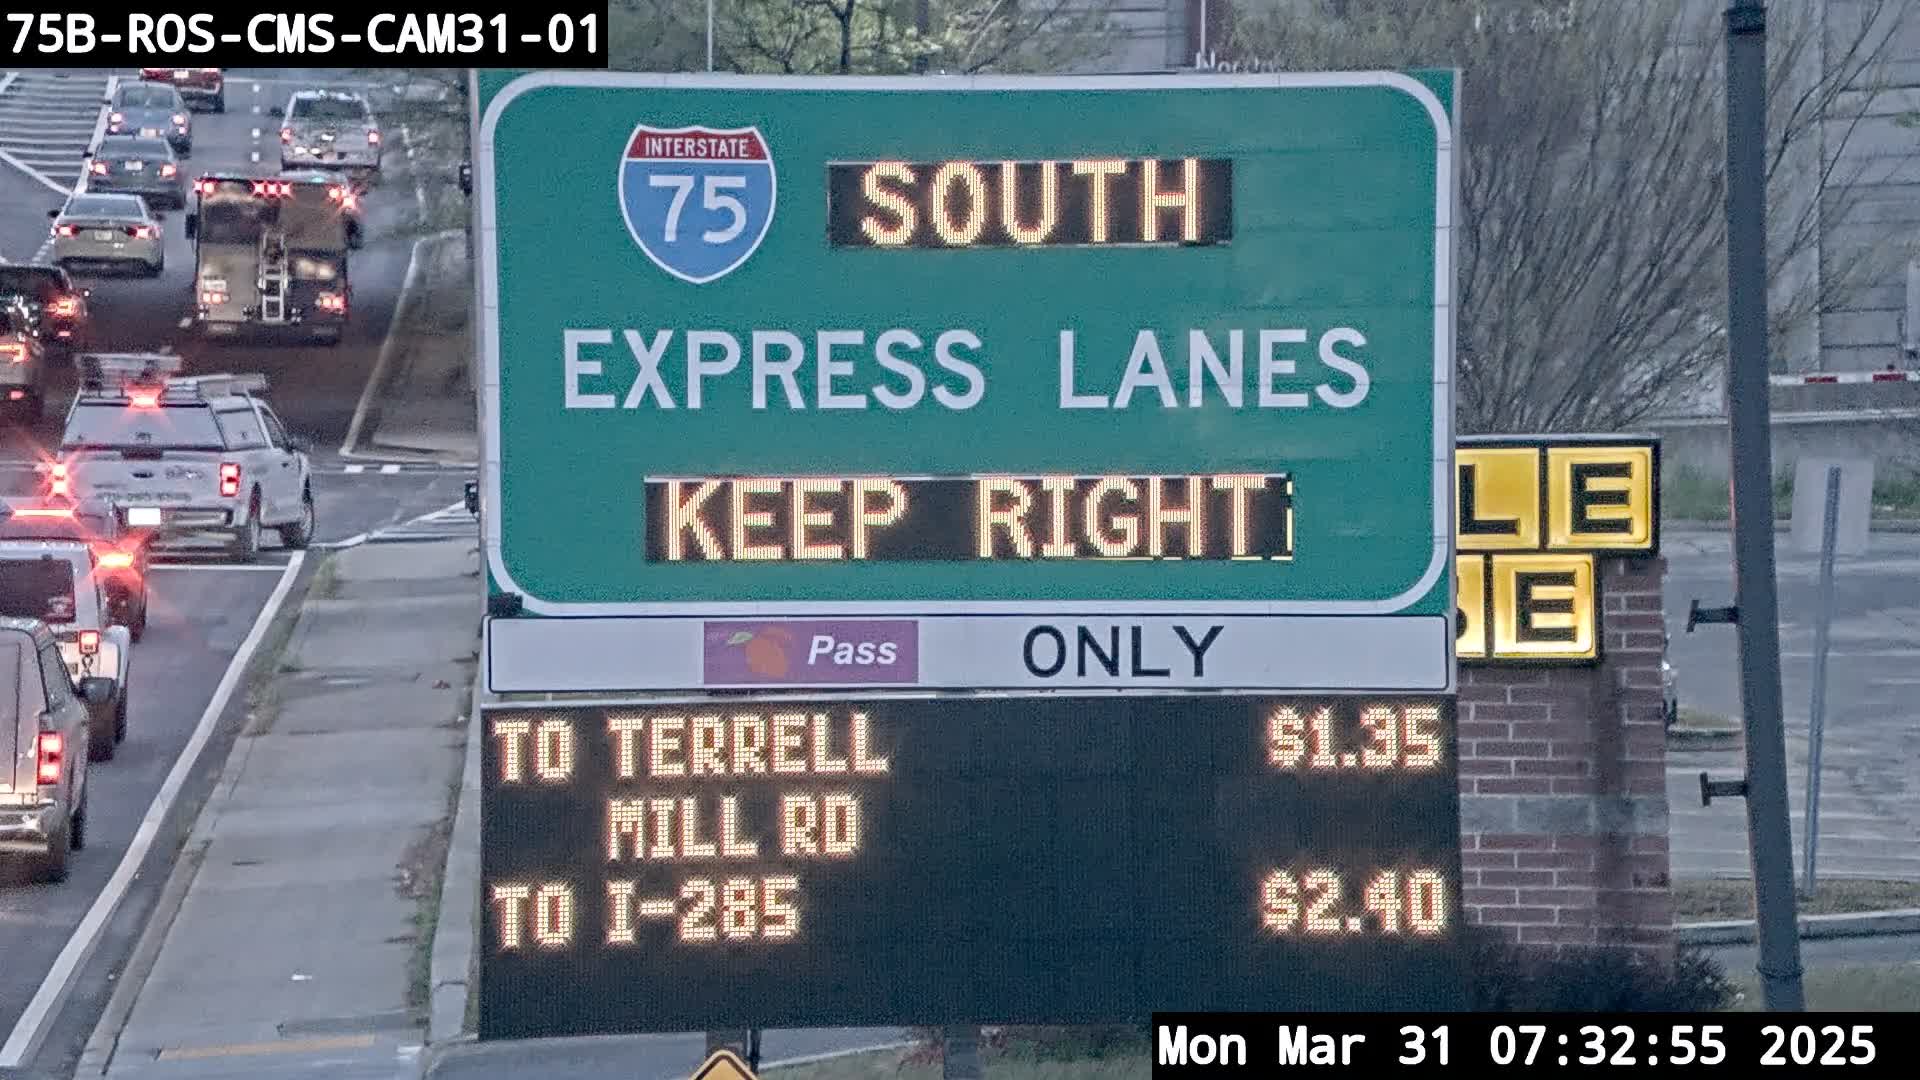 75B-ROS-CMS-CAM31-01
INTERSTATE
75
SOUTH
EXPRESS LANES
KEEP RIGHT
Pass
ONLY
TO TERRELL $1.35
MILL RD
TO I-285 $2.40
LE
E
Mon Mar 31 07:32:55 2025